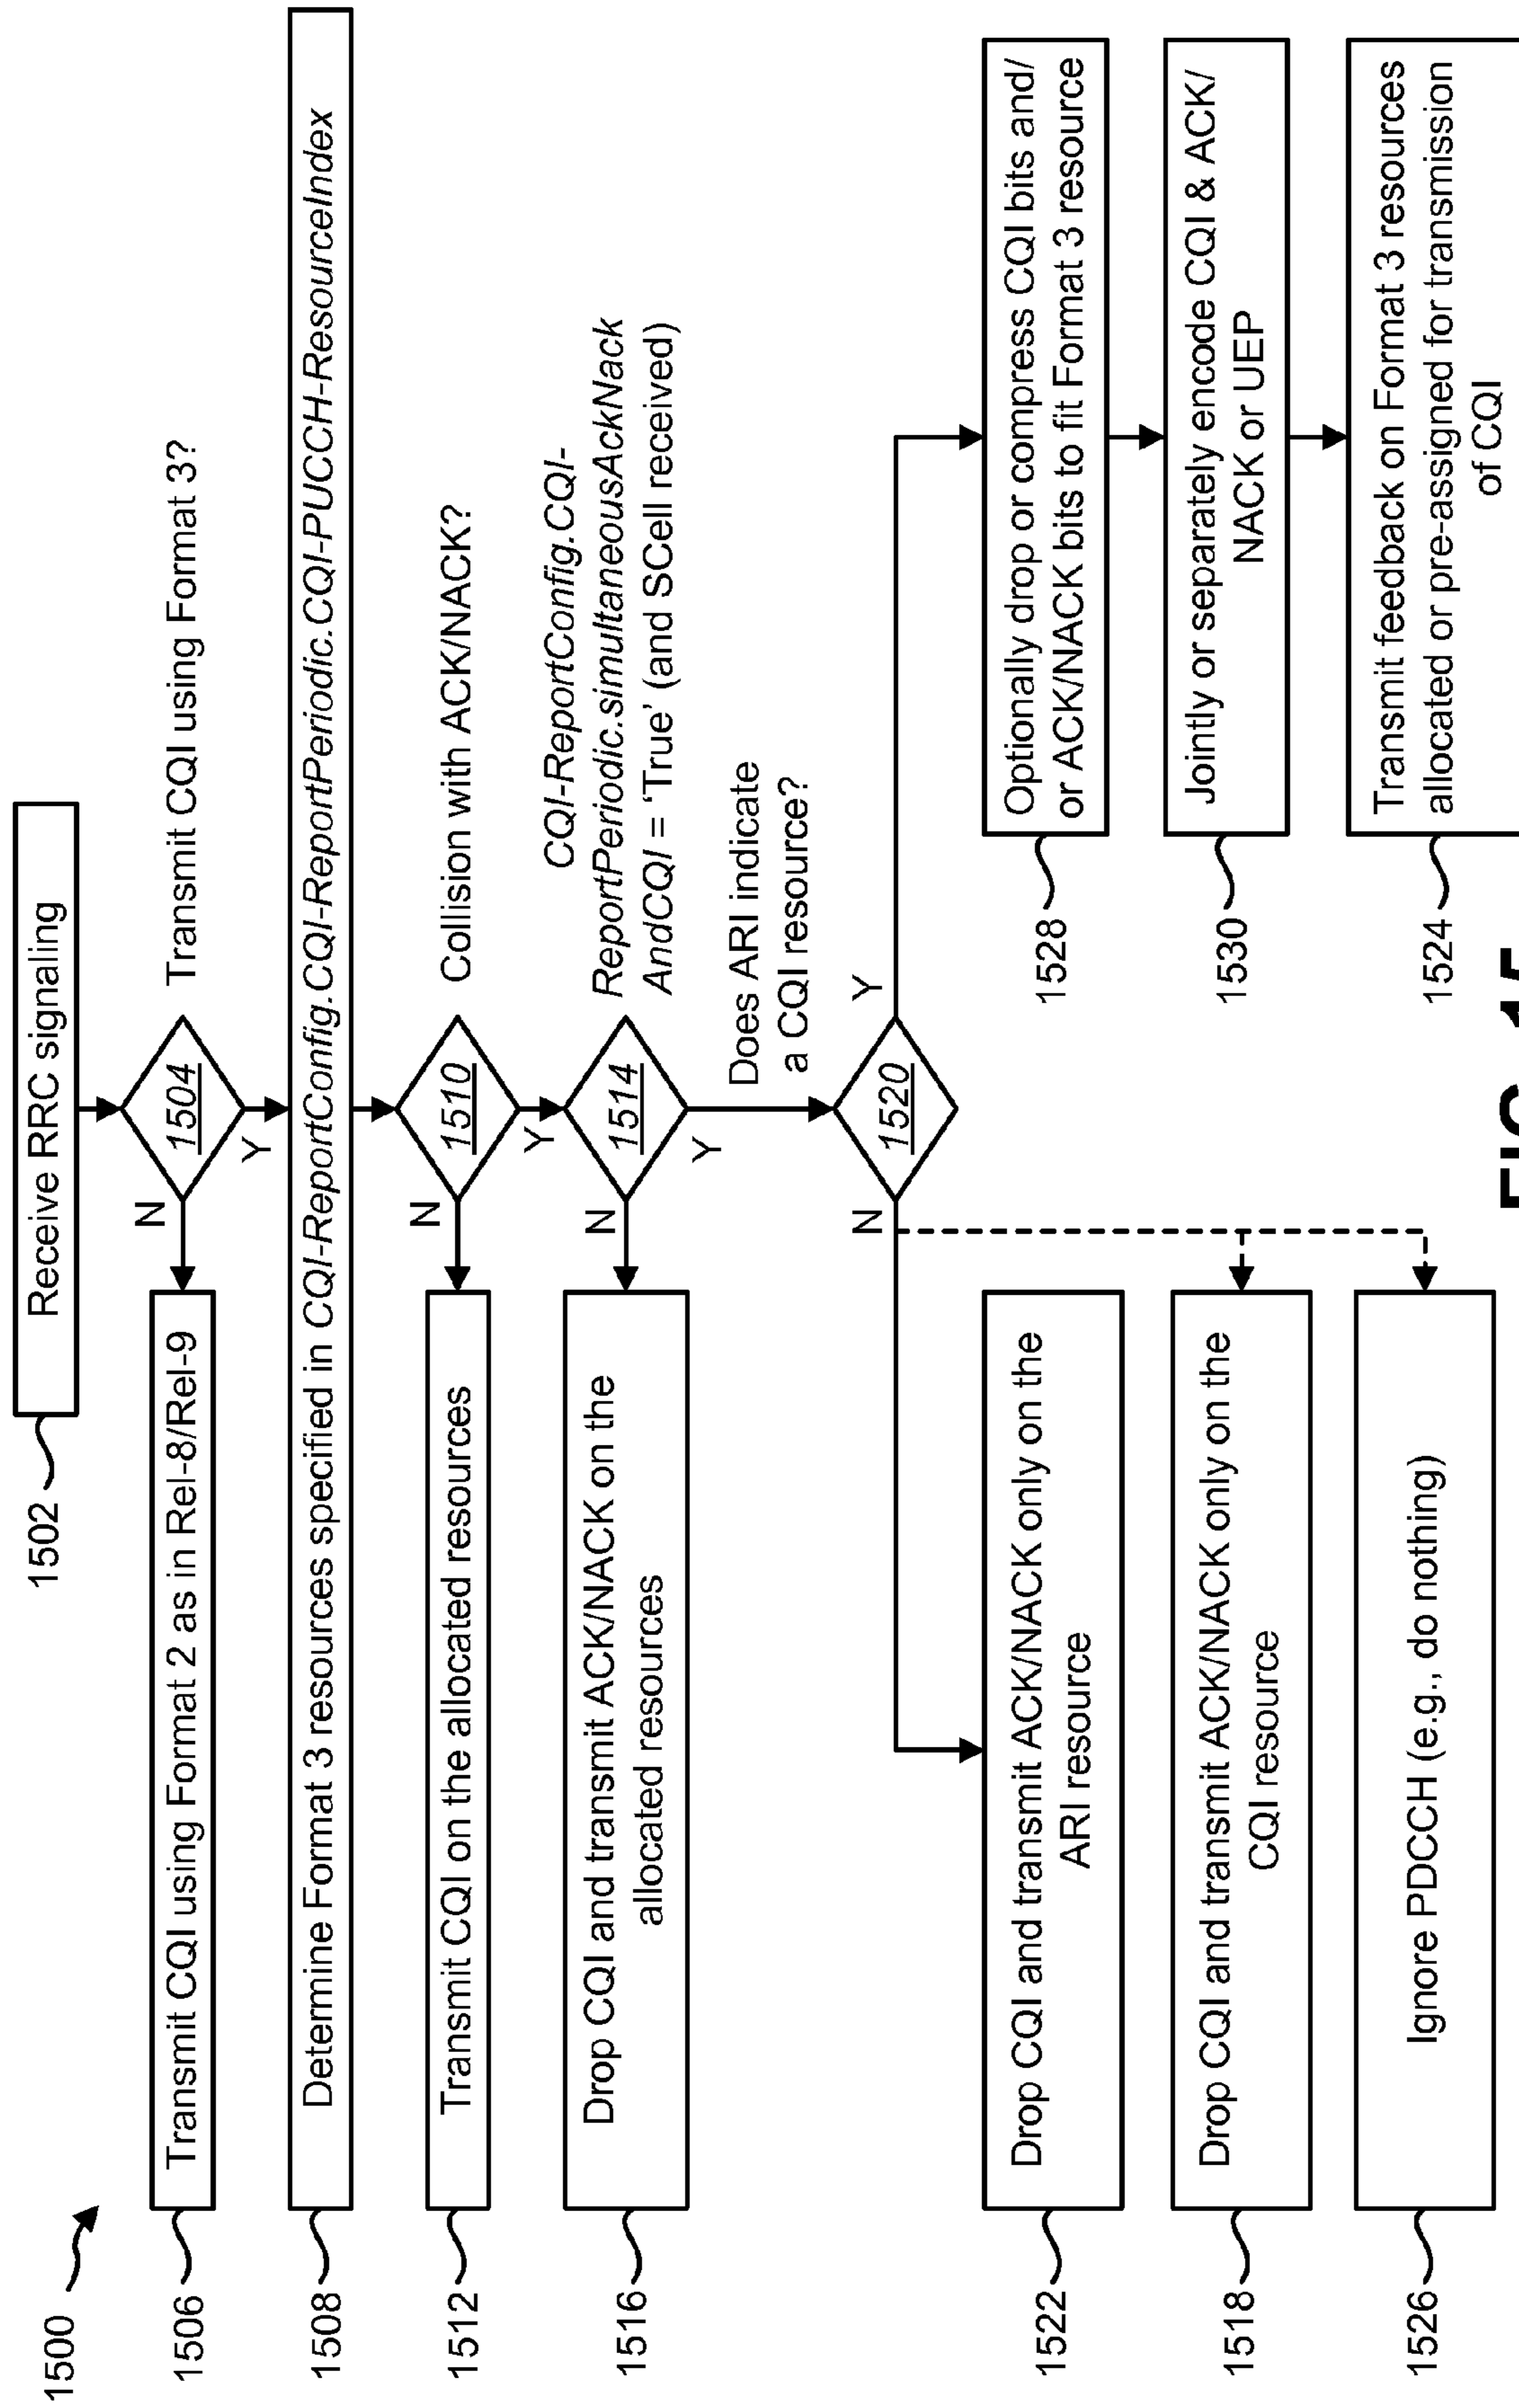 1500
1502
Receive RRC signaling
1504
Transmit CQI using Format 3?
N
Y
1506
Transmit CQI using Format 2 as in Rel-8/Rel-9
1508
Determine Format 3 resources specified in CQI-ReportConfig.CQI-ReportPeriodic.CQI-PUCCH-ResourceIndex
1510
Collision with ACK/NACK?
N
Y
1512
Transmit CQI on the allocated resources
1514
CQI-ReportConfig.CQI-
ReportPeriodic.simultaneousAckNack
AndCQI = ‘True’ (and SCell received)
N
Y
1516
Drop CQI and transmit ACK/NACK on the
allocated resources
Does ARI indicate
a CQI resource?
1520
N
Y
1522
Drop CQI and transmit ACK/NACK only on the
ARI resource
1518
Drop CQI and transmit ACK/NACK only on the
CQI resource
1526
Ignore PDCCH (e.g., do nothing)
1528
Optionally drop or compress CQI bits and/
or ACK/NACK bits to fit Format 3 resource
1530
Jointly or separately encode CQI & ACK/
NACK or UEP
1524
Transmit feedback on Format 3 resources
allocated or pre-assigned for transmission
of CQI
FIG. 15